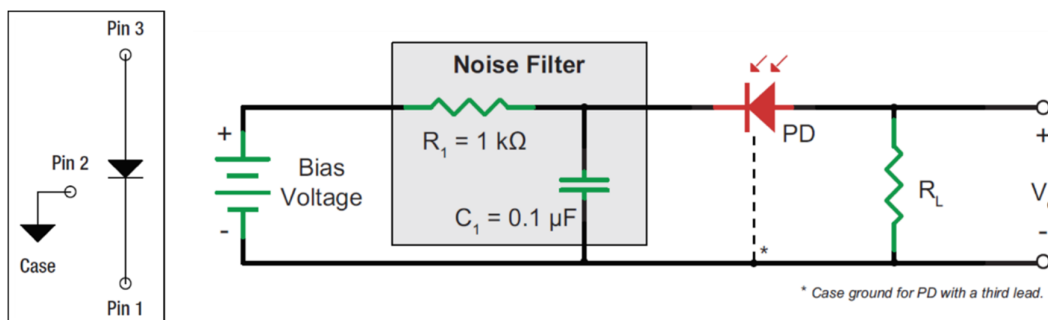 Pin 3
Pin 2
Case
Pin 1
Noise Filter
R1 = 1 kΩ
C1 = 0.1 µF
+
Bias
Voltage
-
PD
*
RL
+
V
-
* Case ground for PD with a third lead.